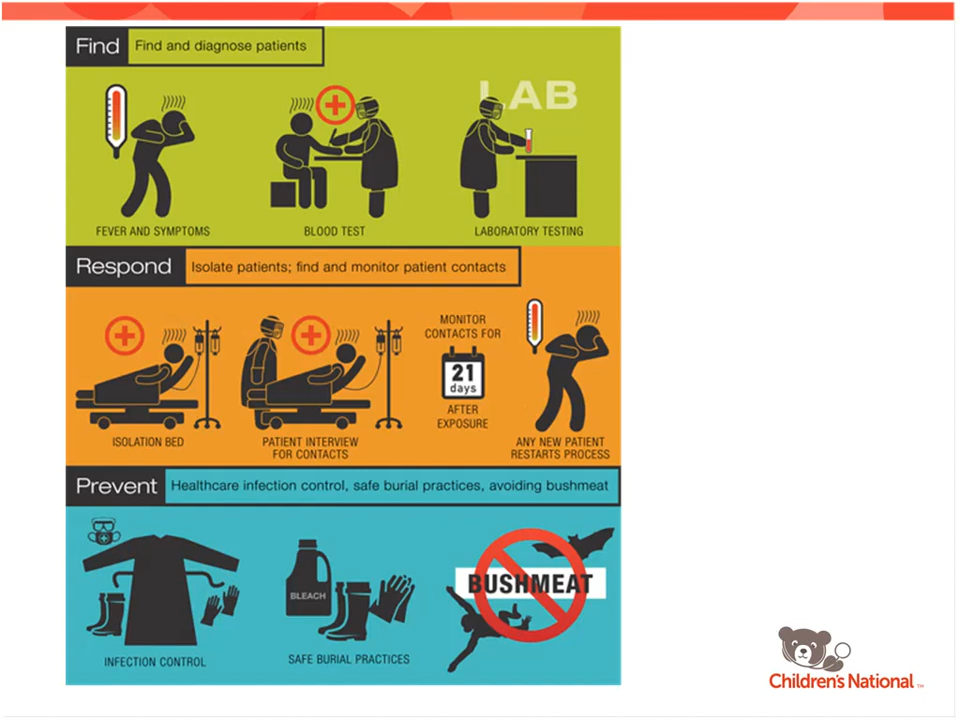 Find
Find and diagnose patients
LAB
FEVER AND SYMPTOMS
BLOOD TEST
LABORATORY TESTING
Respond
Isolate patients; find and monitor patient contacts
ISOLATION BED
PATIENT INTERVIEW
FOR CONTACTS
MONITOR
CONTACTS FOR
21
days
AFTER
EXPOSURE
ANY NEW PATIENT
RESTARTS PROCESS
Prevent
Healthcare infection control, safe burial practices, avoiding bushmeat
INFECTION CONTROL
BLEACH
SAFE BURIAL PRACTICES
BUSHMEAT
Children's National ™